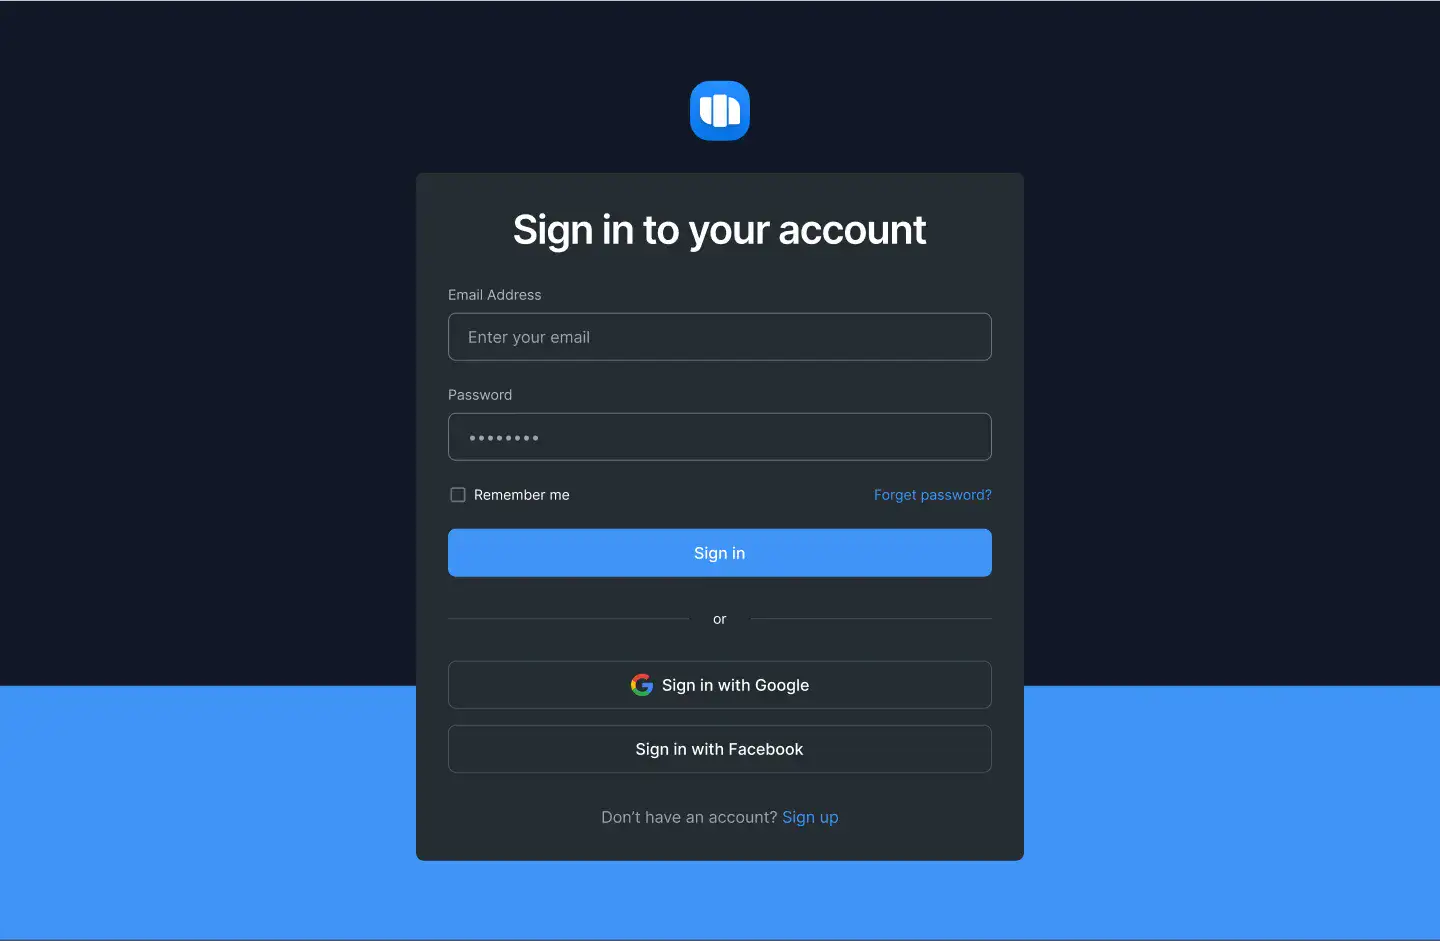 Sign in to your account
Email Address
Enter your email
Password
••••••••
Remember me
Forget password?
Sign in
or
Sign in with Google
Sign in with Facebook
Don’t have an account? Sign up